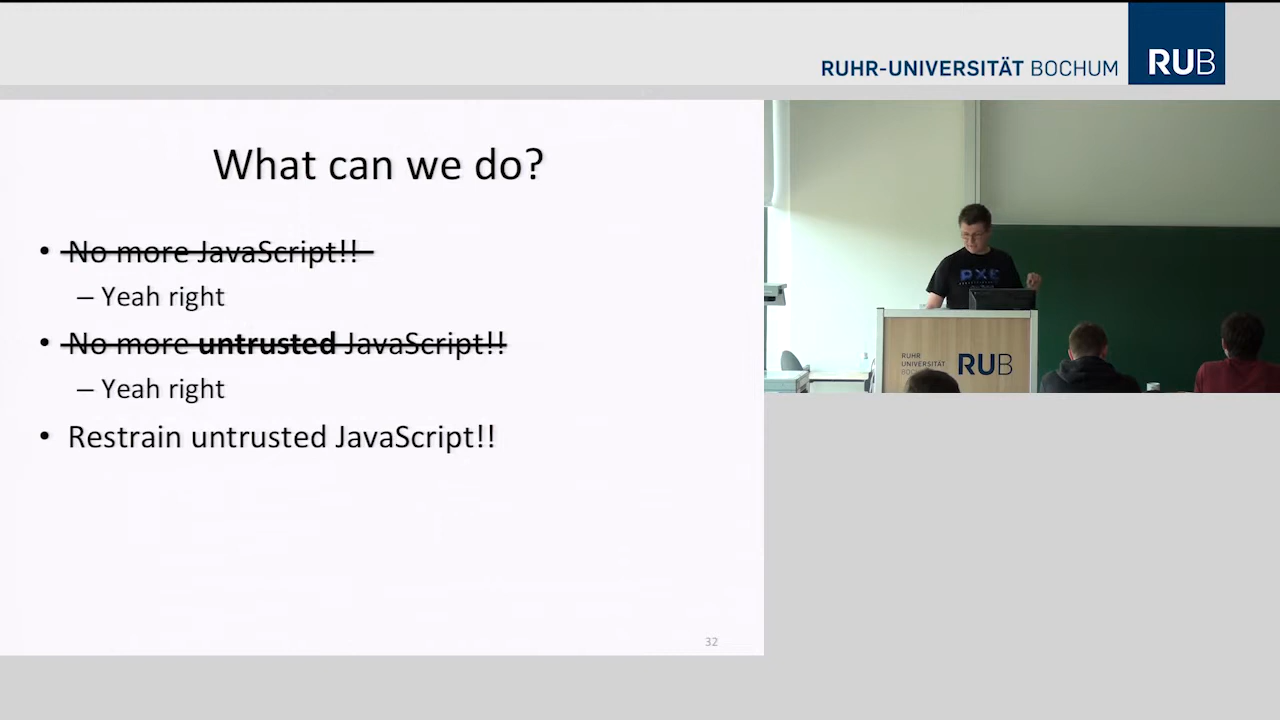 RUHR-UNIVERSITÄT BOCHUM
RUB
What can we do?
• No more JavaScript!!
– Yeah right
• No more untrusted JavaScript!!
– Yeah right
• Restrain untrusted JavaScript!!
32
RUHR
UNIVERSITÄT
RUB